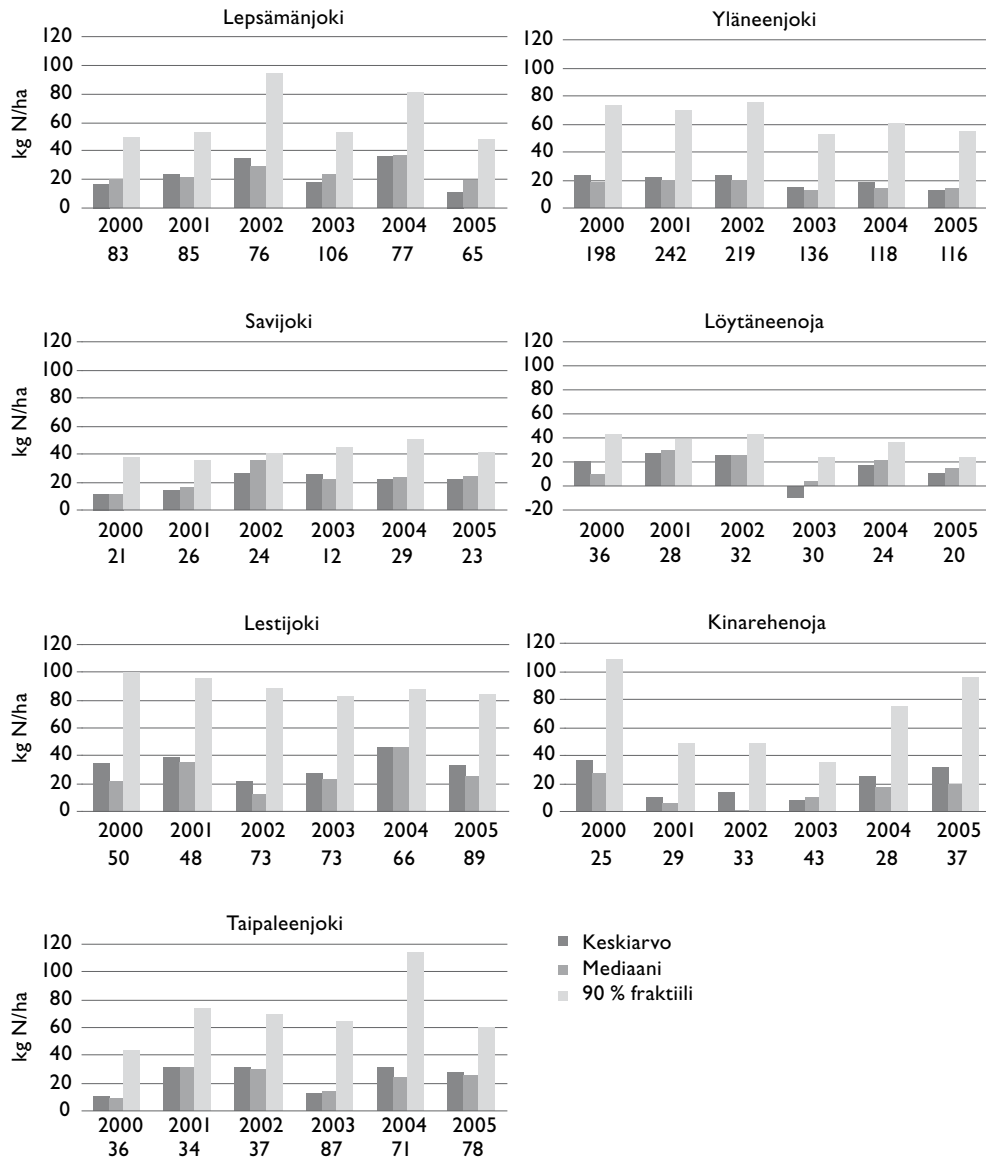 Lepsämänjoki
120
100
80
60
40
20
0
kg N/ha
2000 2001 2002 2003 2004 2005
83 85 76 106 77 65
Yläneenjoki
120
100
80
60
40
20
0
2000 2001 2002 2003 2004 2005
198 242 219 136 118 116
Savijoki
120
100
80
60
40
20
0
kg N/ha
2000 2001 2002 2003 2004 2005
21 26 24 12 29 23
Löytäneenoja
120
100
80
60
40
20
0
-20
2000 2001 2002 2003 2004 2005
36 28 32 30 24 20
Lestijoki
120
100
80
60
40
20
0
kg N/ha
2000 2001 2002 2003 2004 2005
50 48 73 73 66 89
Kinarehenoja
120
100
80
60
40
20
0
2000 2001 2002 2003 2004 2005
25 29 33 43 28 37
Taipaleenjoki
120
100
80
60
40
20
0
kg N/ha
2000 2001 2002 2003 2004 2005
36 34 37 87 71 78
Keskiarvo
Mediaani
90 % fraktiili